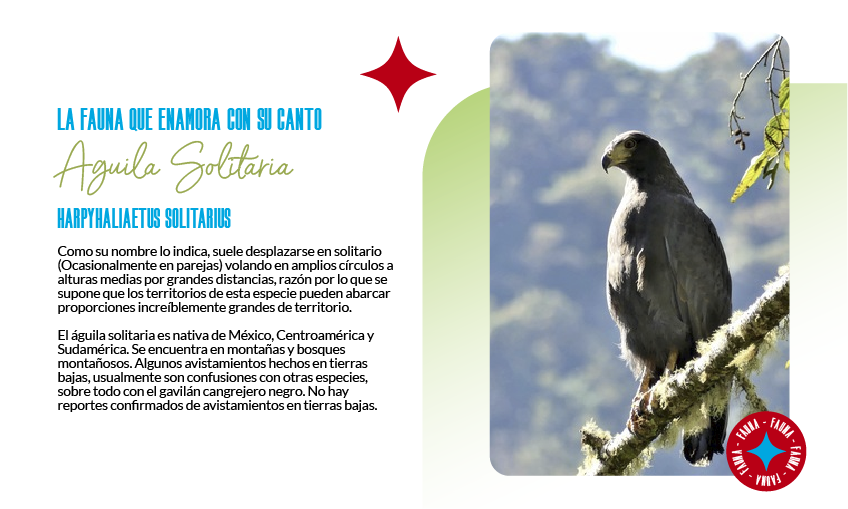 LA FAUNA QUE ENAMORA CON SU CANTO
Aguila Solitaria
HARPYHALIAETUS SOLITARIUS
Como su nombre lo indica, suele desplazarse en solitario
(Ocasionalmente en parejas) volando en amplios círculos a
alturas medias por grandes distancias, razón por lo que se
supone que los territorios de esta especie pueden abarcar
proporciones increíblemente grandes de territorio.
El águila solitaria es nativa de México, Centroamérica y
Sudamérica. Se encuentra en montañas y bosques
montañosos. Algunos avistamientos hechos en tierras
bajas, usualmente son confusiones con otras especies,
sobre todo con el gavilán cangrejero negro. No hay
reportes confirmados de avistamientos en tierras bajas.
FAUNA - FAUNA - FAUNA - FAUNA - FAUNA -